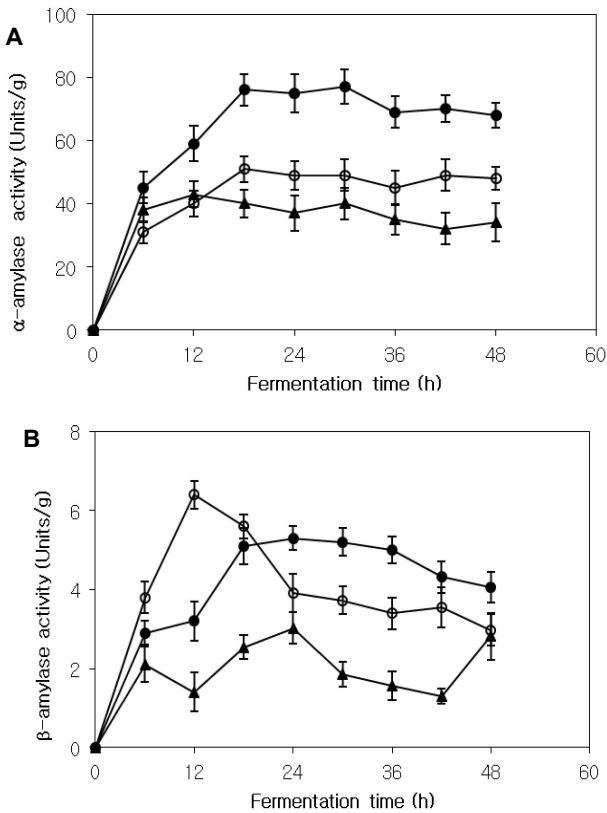 A
α-amylase activity (Units/g)
100
80
60
40
20
0
0 12 24 36 48 60
Fermentation time (h)
B
β-amylase activity (Units/g)
8
6
4
2
0
0 12 24 36 48 60
Fermentation time (h)